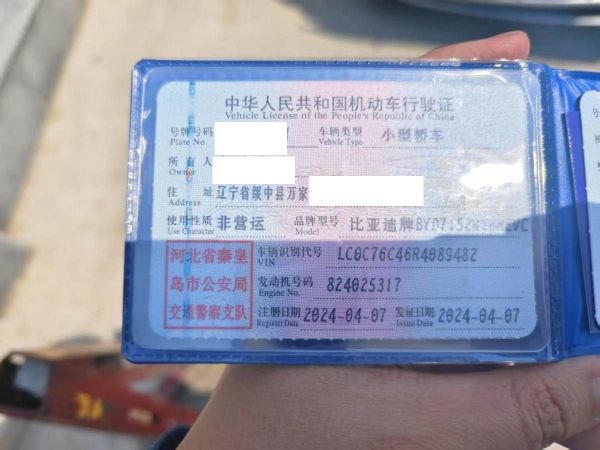 中华人民共和国机动车行驶证
Vehicle License of the People's Republic of China
号牌号码 车辆类型 小型轿车
Plate No. Vehicle Type
所有人
Owner
住址 辽宁省绥中县万家
Address
使用性质 非营运 品牌型号 比亚迪牌
Use Character Model
河北省秦皇岛市公安局交通警察支队
车辆识别代号 LC0C76C46R4089482
VIN
发动机号码 824025317
Engine No.
注册日期 2024-04-07 发证日期 2024-04-07
Register Date Issue Date